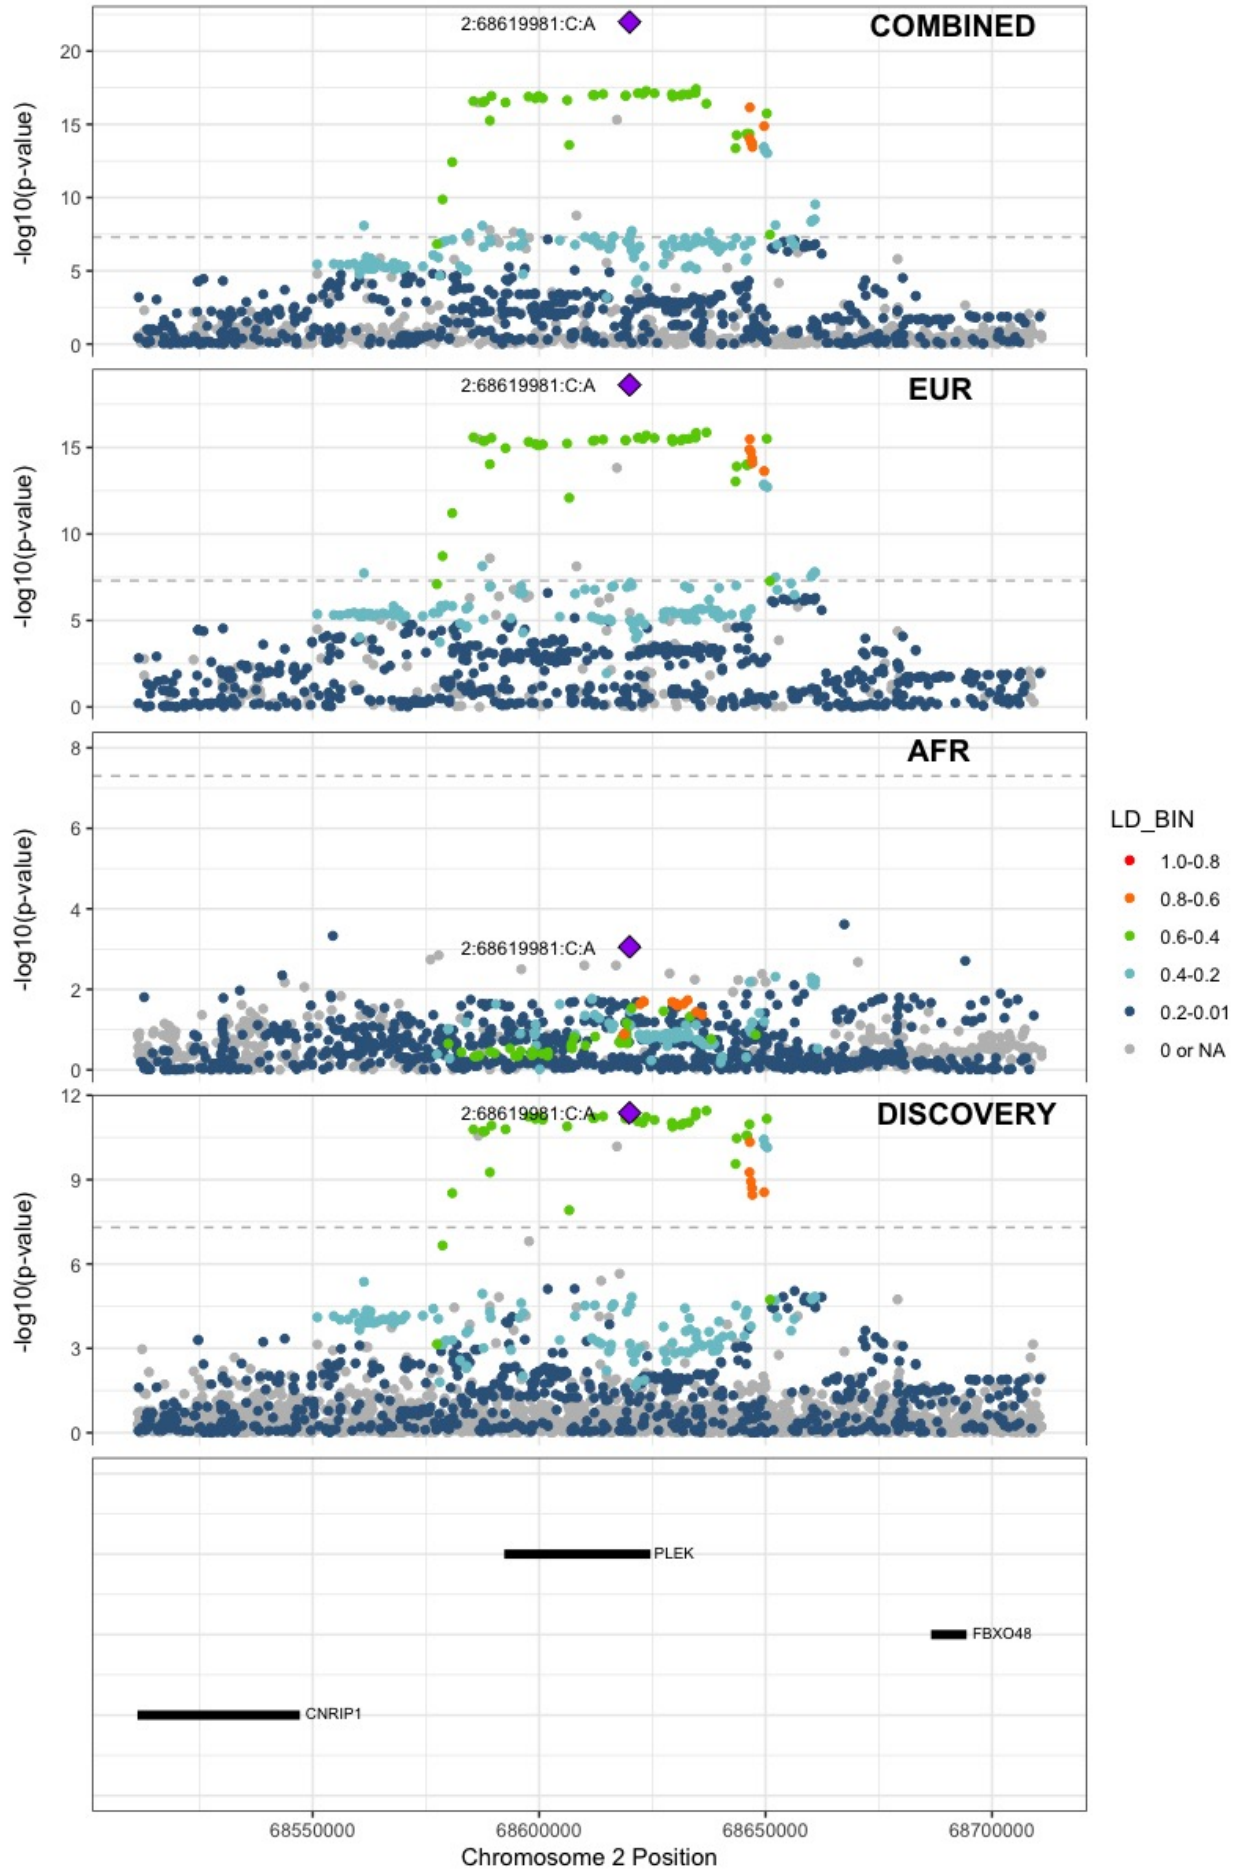 2:68619981:C:A
COMBINED
20
15
10
5
0
-log10(p-value)
2:68619981:C:A
EUR
15
10
5
0
-log10(p-value)
AFR
8
6
4
2
0
-log10(p-value)
2:68619981:C:A
LD_BIN
1.0-0.8
0.8-0.6
0.6-0.4
0.4-0.2
0.2-0.01
0 or NA
2:68619981:C:A
DISCOVERY
12
9
6
3
0
-log10(p-value)
PLEK
FBXO48
CNRIP1
68550000 68600000 68650000 68700000
Chromosome 2 Position